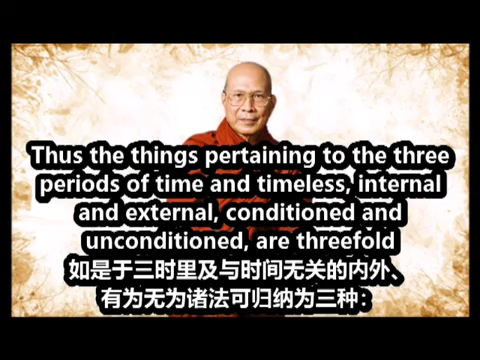 Thus the things pertaining to the three
periods of time and timeless, internal
and external, conditioned and
unconditioned, are threefold
如是于三时里及与时间无关的内外、
有为无为诸法可归纳为三种：